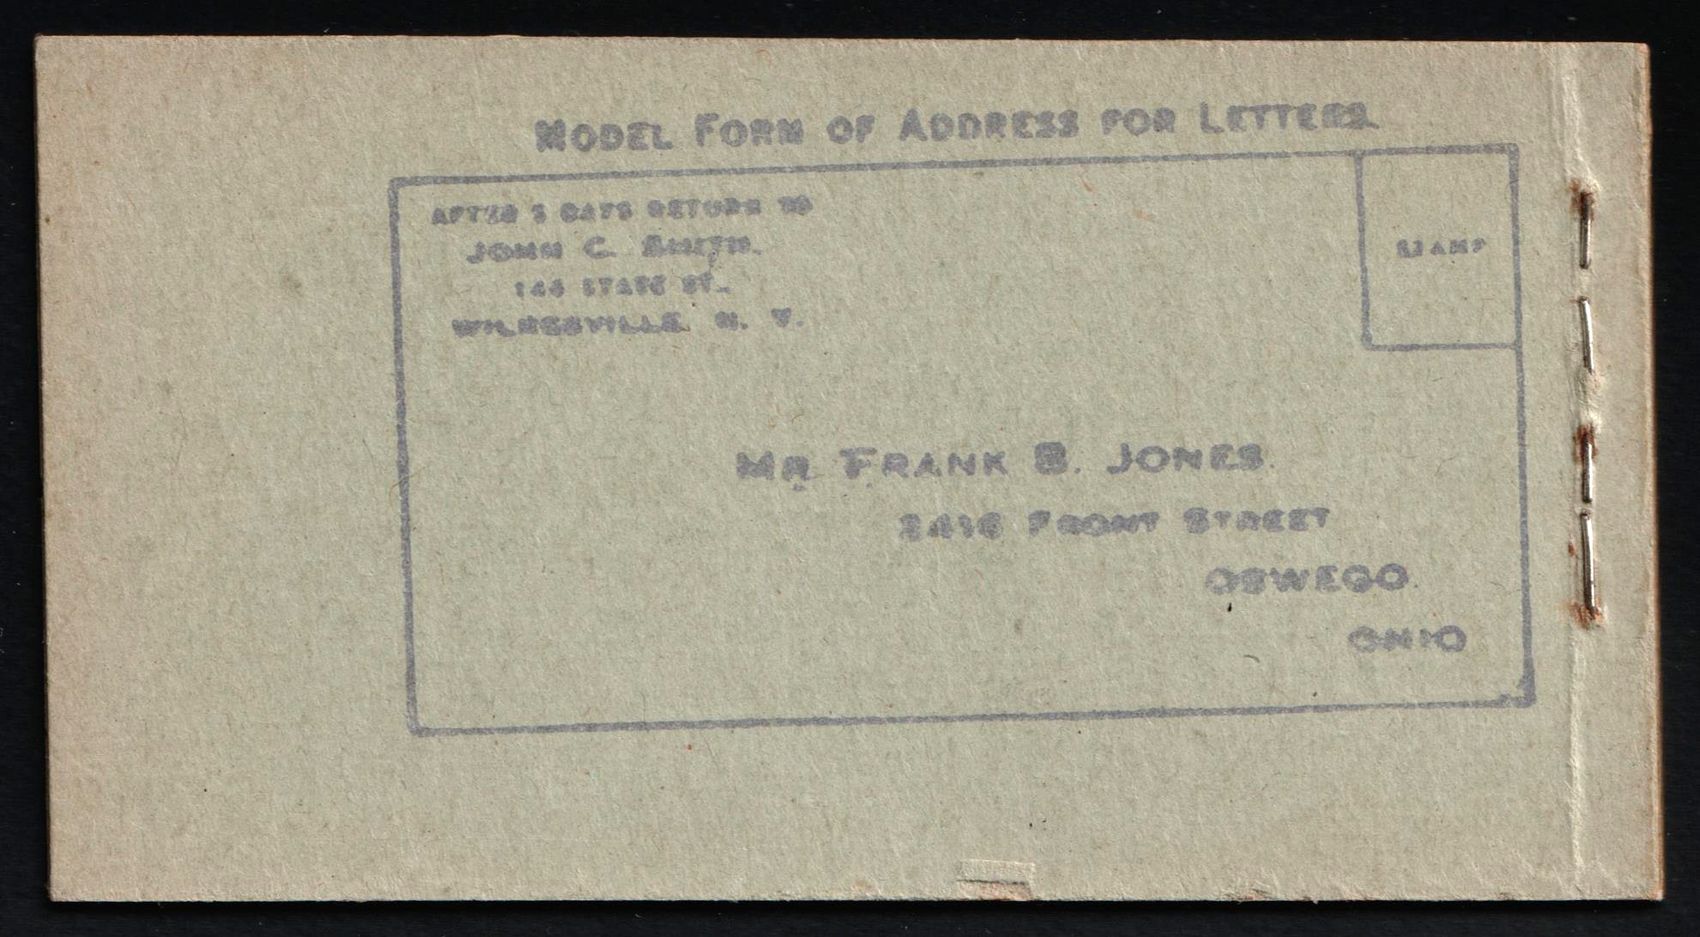 MODEL FORM OF ADDRESS FOR LETTERS.
AFTER 5 DAYS RETURN TO
JOHN C. SMITH.
144 STATE ST.
WILKESVILLE N. Y.
STAMP
MR FRANK B. JONES
2416 FRONT STREET
OSWEGO
OHIO